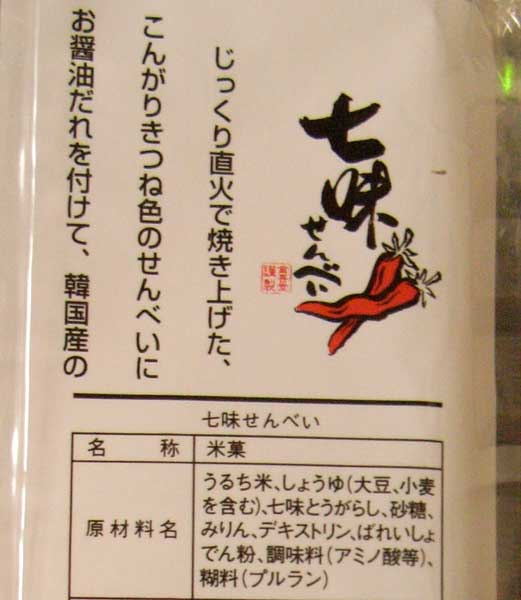 七味
せんべい
謹製
じっくり直火で焼き上げた、
こんがりきつね色のせんべいに
お醤油だれを付けて、韓国産の
七味せんべい
名 称 米菓
原材料名 うるち米、しょうゆ(大豆、小麦
を含む)、七味とうがらし、砂糖、
みりん、デキストリン、ばれいしょ
でん粉、調味料(アミノ酸等)、
糊料(プルラン)